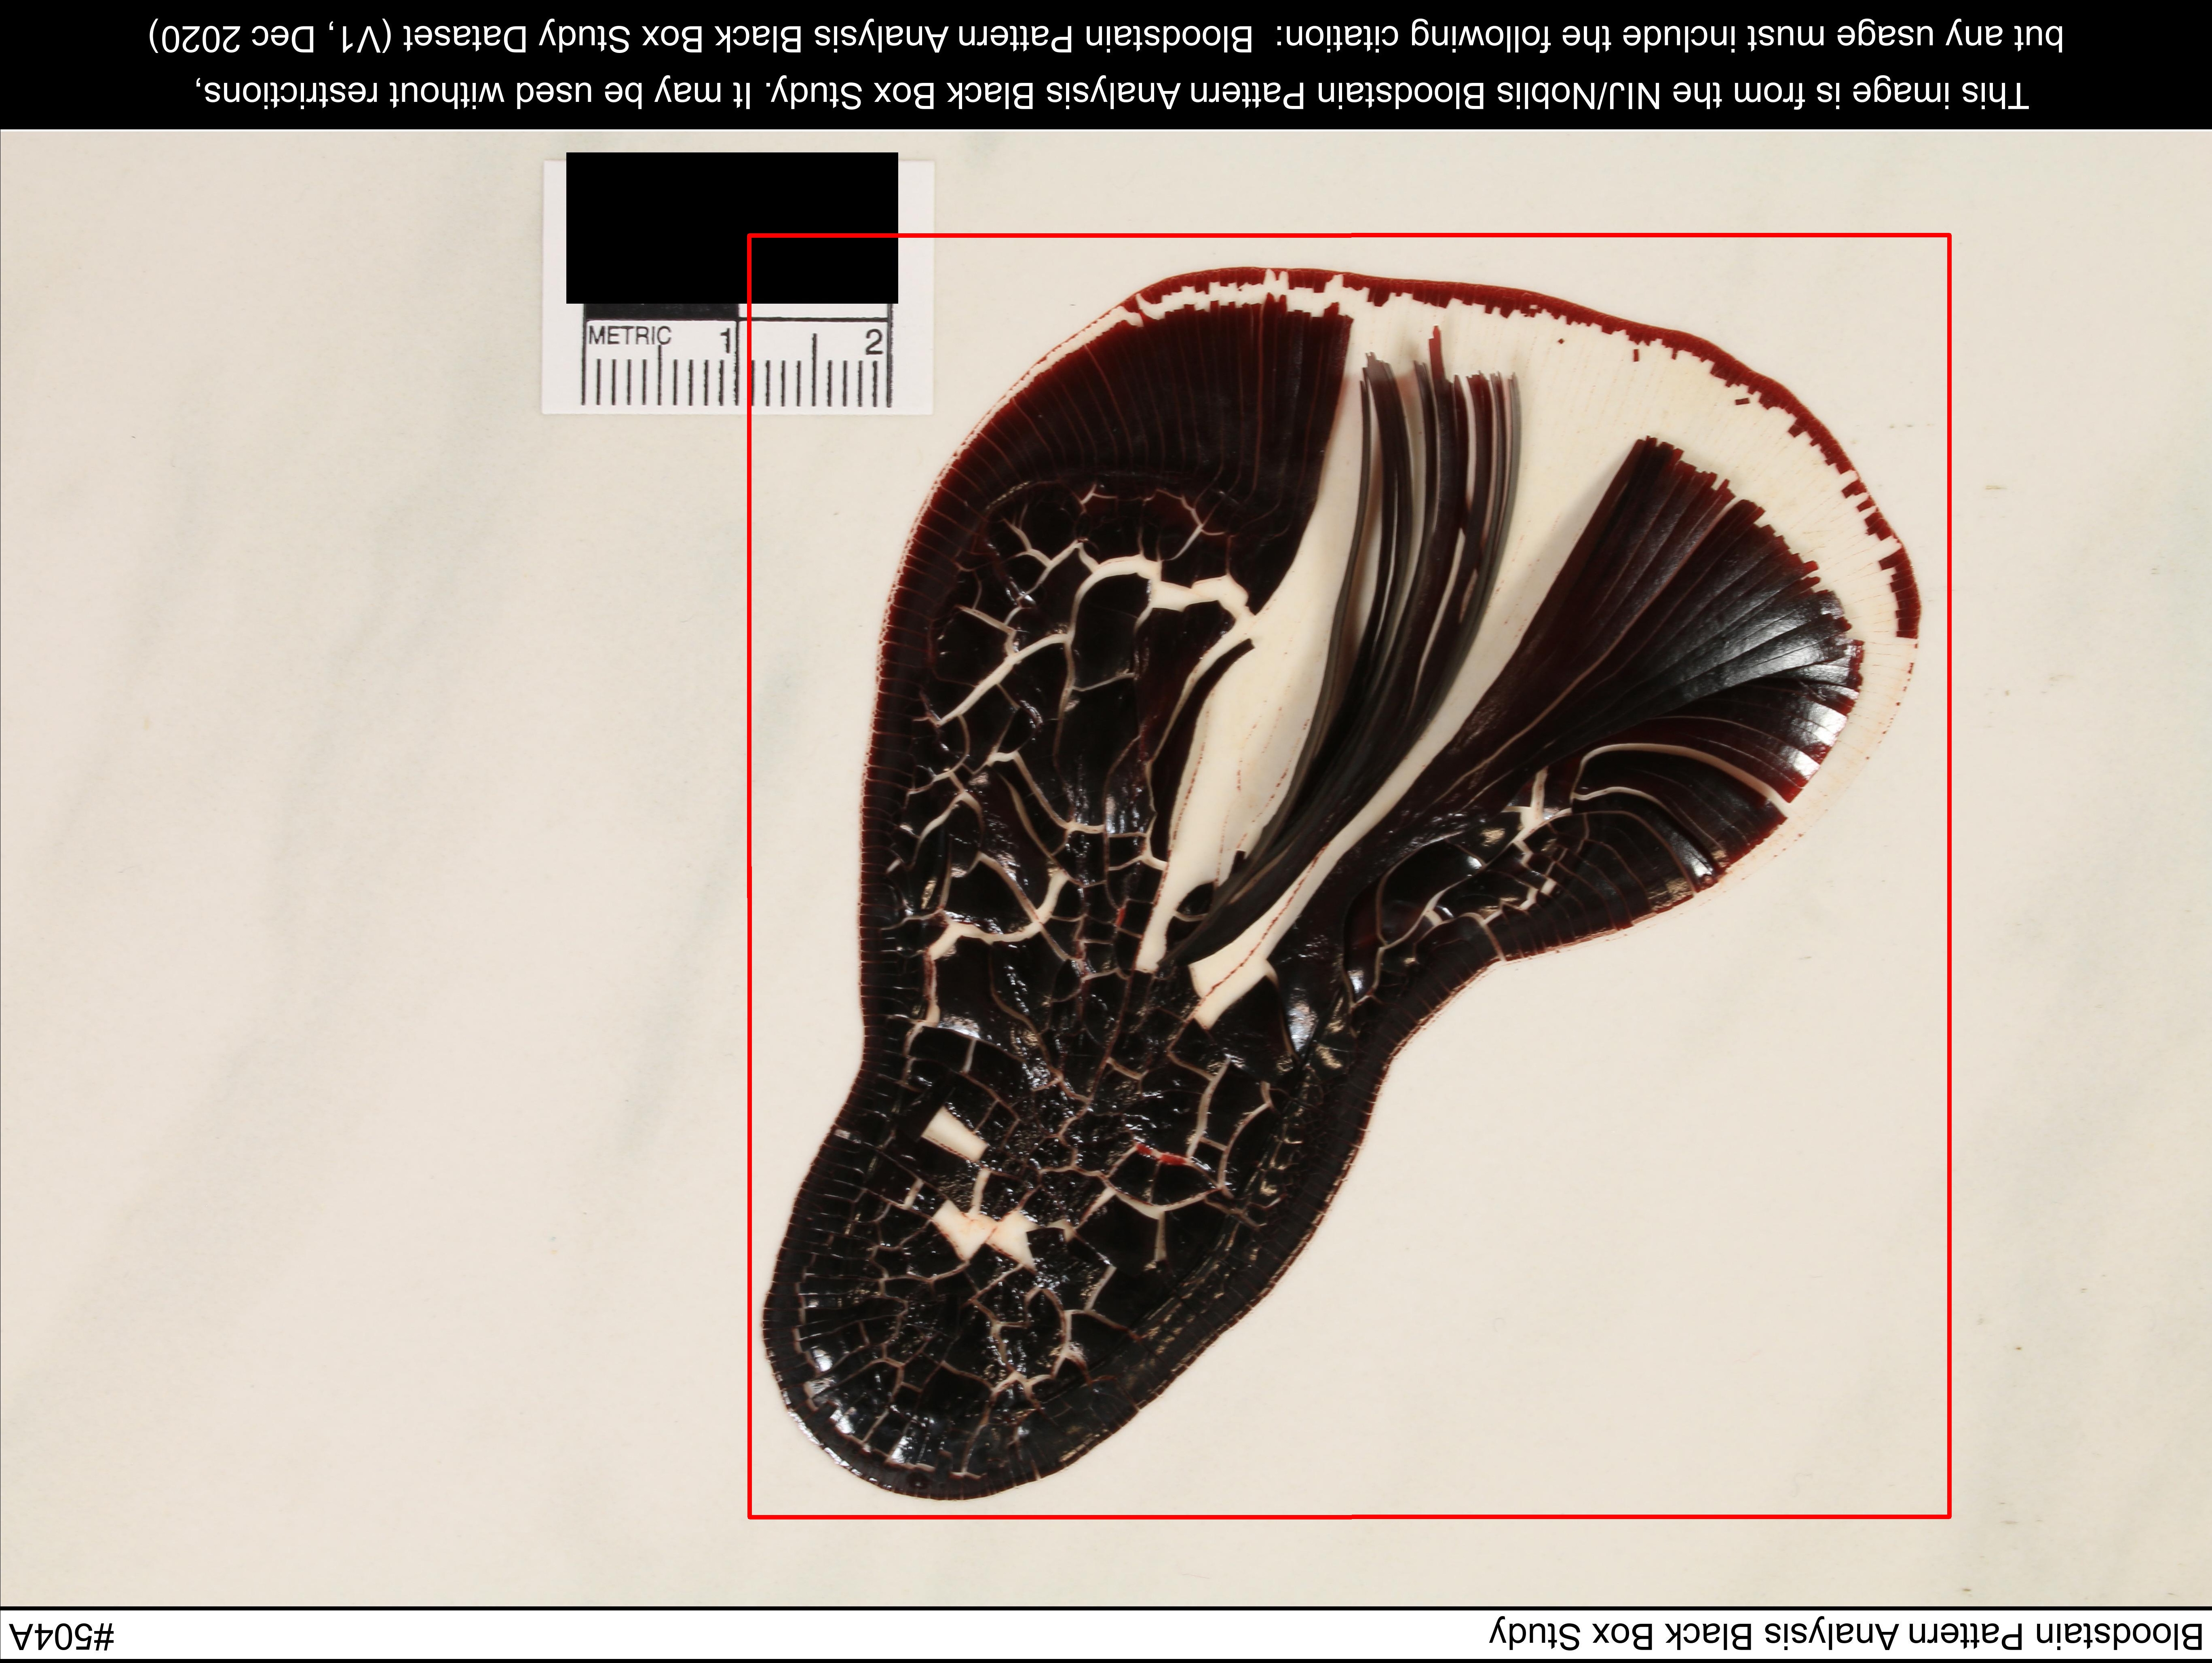 Bloodstain Pattern Analysis Black Box Study
#504A
METRIC 1 2
This image is from the NIJ/Noblis Bloodstain Pattern Analysis Black Box Study. It may be used without restrictions,
but any usage must include the following citation: Bloodstain Pattern Analysis Black Box Study Dataset (V1, Dec 2020)